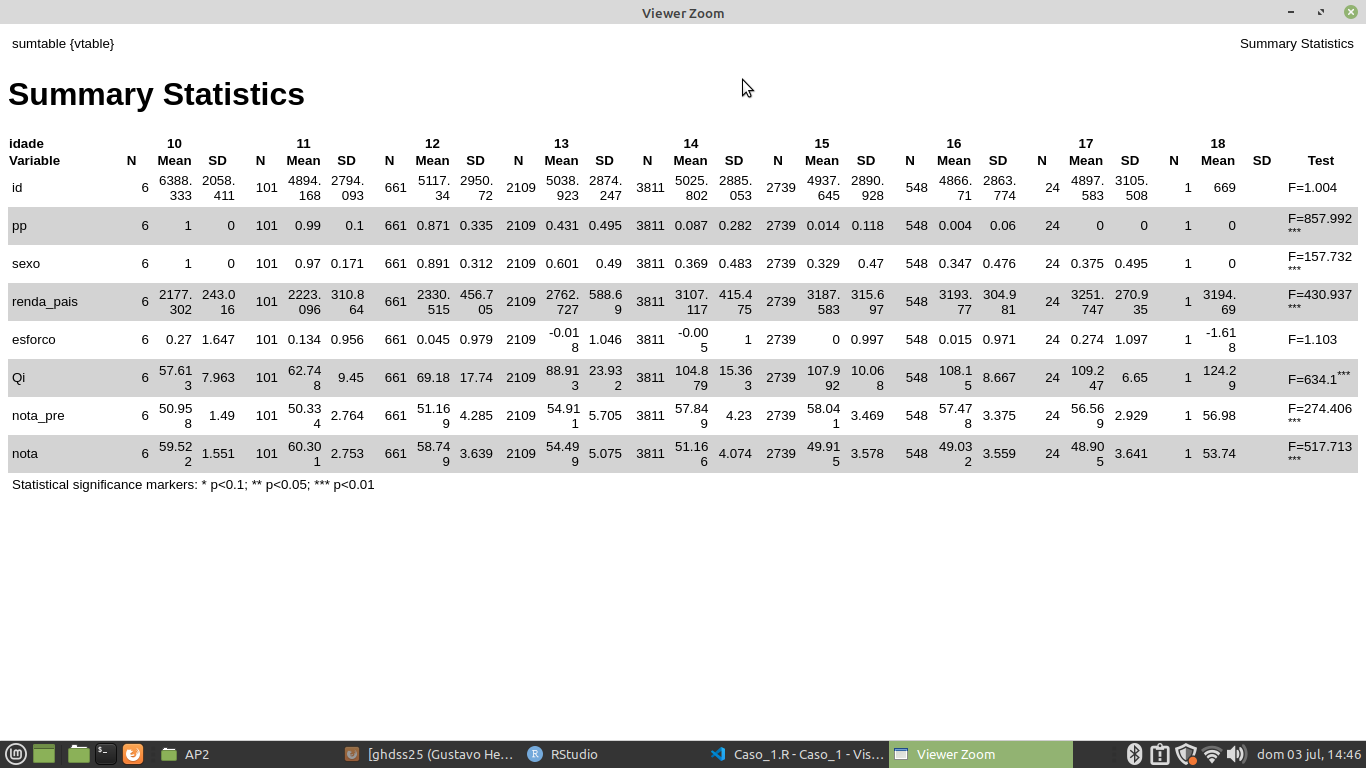 Viewer Zoom
sumtable {vtable} Summary Statistics
Summary Statistics
idade 10 11 12 13 14 15 16 17 18
Variable N Mean SD N Mean SD N Mean SD N Mean SD N Mean SD N Mean SD N Mean SD N Mean SD N Mean SD Test
id 6 6388.333 2058.411 101 4894.168 2794.093 661 5117.34 2950.72 2109 5038.923 2874.247 3811 5025.802 2885.053 2739 4937.645 2890.928 548 4866.71 2863.774 24 4897.583 3105.508 1 669 F=1.004
pp 6 1 0 101 0.99 0.1 661 0.871 0.335 2109 0.431 0.495 3811 0.087 0.282 2739 0.014 0.118 548 0.004 0.06 24 0 0 1 0 F=857.992***
sexo 6 1 0 101 0.97 0.171 661 0.891 0.312 2109 0.601 0.49 3811 0.369 0.483 2739 0.329 0.47 548 0.347 0.476 24 0.375 0.495 1 0 F=157.732***
renda_pais 6 2177.302 243.016 101 2223.096 310.864 661 2330.515 456.705 2109 2762.727 588.69 3811 3107.117 415.475 2739 3187.583 315.697 548 3193.77 304.981 24 3251.747 270.935 1 3194.69 F=430.937***
esforco 6 0.27 1.647 101 0.134 0.956 661 0.045 0.979 2109 -0.018 1.046 3811 -0.005 1 2739 0 0.997 548 0.015 0.971 24 0.274 1.097 1 -1.618 F=1.103
Qi 6 57.613 7.963 101 62.748 9.45 661 69.18 17.74 2109 88.913 23.932 3811 104.879 15.363 2739 107.992 10.068 548 108.15 8.667 24 109.247 6.65 1 124.29 F=634.1***
nota_pre 6 50.958 1.49 101 50.334 2.764 661 51.169 4.285 2109 54.911 5.705 3811 57.849 4.23 2739 58.041 3.469 548 57.478 3.375 24 56.569 2.929 1 56.98 F=274.406***
nota 6 59.522 1.551 101 60.301 2.753 661 58.749 3.639 2109 54.499 5.075 3811 51.166 4.074 2739 49.915 3.578 548 49.032 3.559 24 48.905 3.641 1 53.74 F=517.713***
Statistical significance markers: * p<0.1; ** p<0.05; *** p<0.01
AP2 [ghdss25 (Gustavo He... RStudio Caso_1.R - Caso_1 - Vis... Viewer Zoom dom 03 jul, 14:46